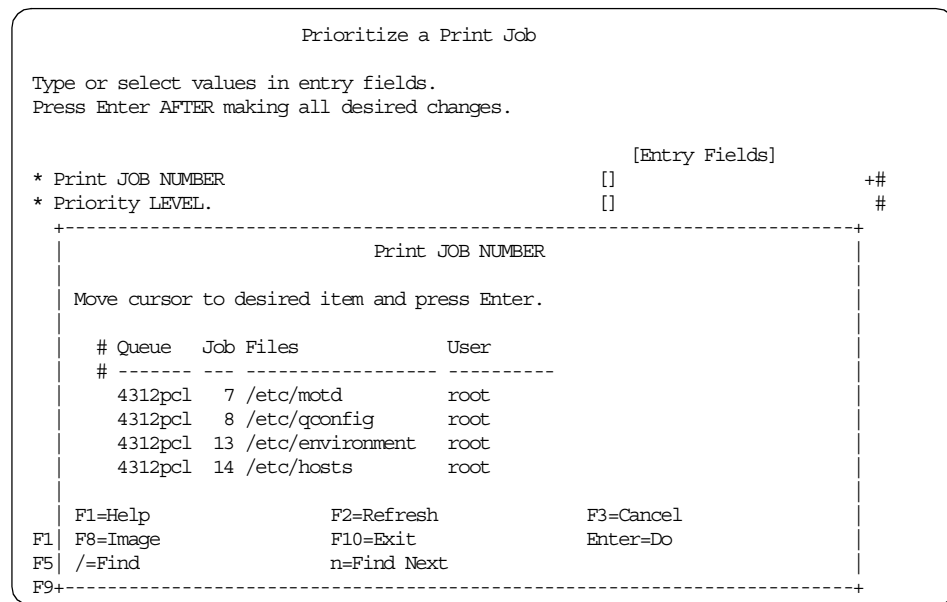 Prioritize a Print Job
Type or select values in entry fields.
Press Enter AFTER making all desired changes.
[Entry Fields]
* Print JOB NUMBER [] +#
* Priority LEVEL. [] #
+--------------------------------------------------------------------------+
| Print JOB NUMBER |
| Move cursor to desired item and press Enter. |
| # Queue Job Files User |
| # ------- --- ------------------ ---------- |
| 4312pcl 7 /etc/motd root |
| 4312pcl 8 /etc/qconfig root |
| 4312pcl 13 /etc/environment root |
| 4312pcl 14 /etc/hosts root |
| F1=Help F2=Refresh F3=Cancel |
F1| F8=Image F10=Exit Enter=Do |
F5| /=Find n=Find Next |
F9+--------------------------------------------------------------------------+